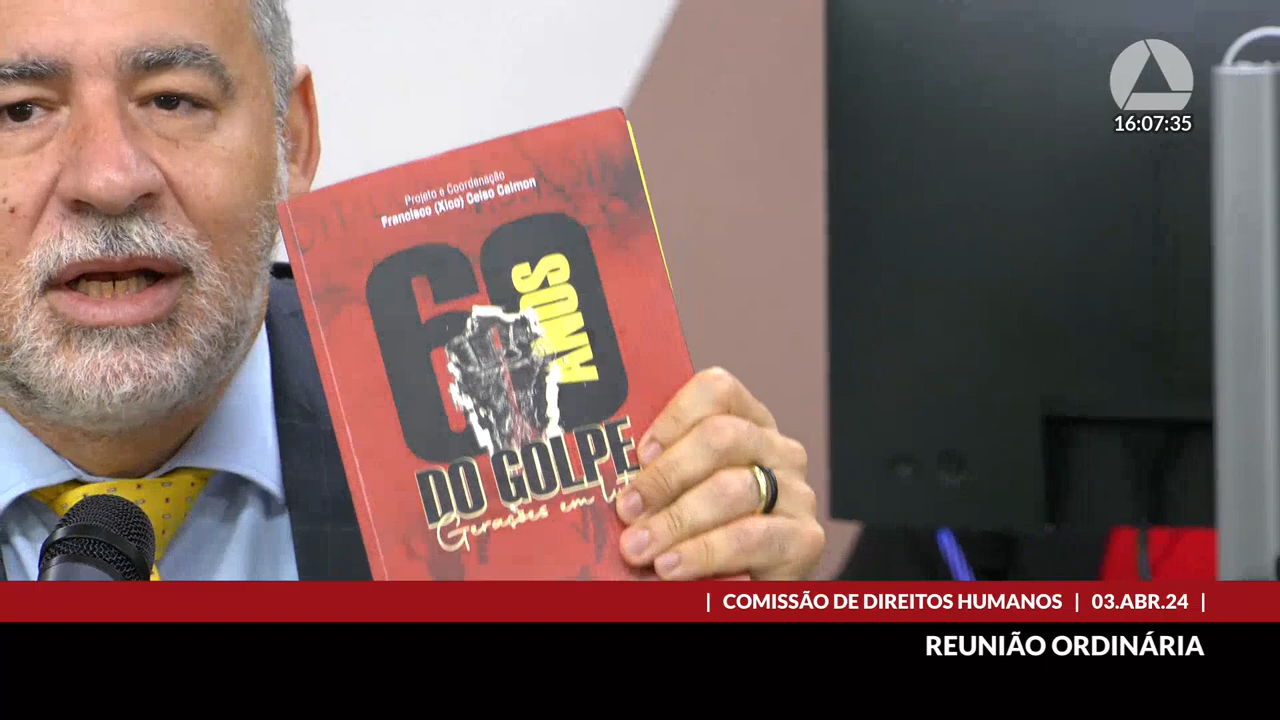 16:07:35
Projeto e Coordenação
Francisco (Xico) Celso Calmon
60
ANOS
DO GOLPE
Gerações em
| COMISSÃO DE DIREITOS HUMANOS | 03.ABR.24 |
REUNIÃO ORDINÁRIA